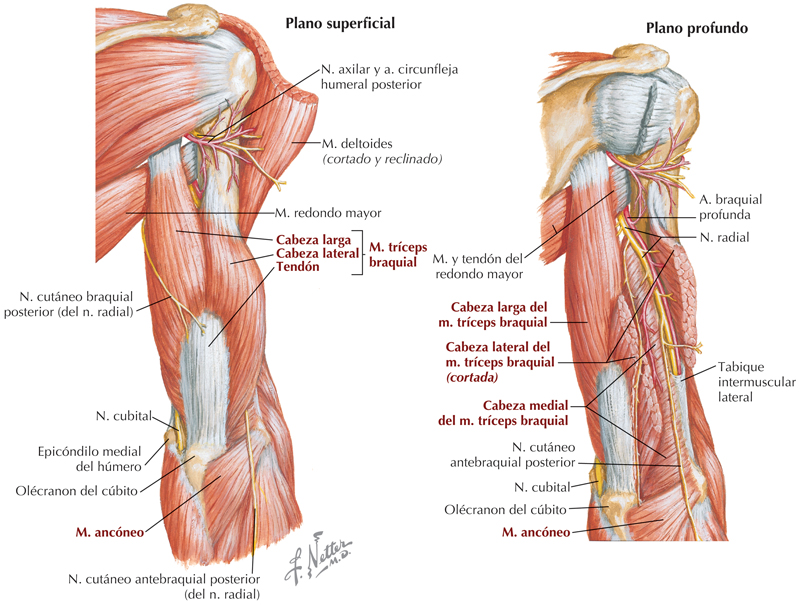 Plano superficial
N. axilar y a. circunfleja
humeral posterior
M. deltoides
(cortado y reclinado)
M. redondo mayor
Cabeza larga
Cabeza lateral
Tendón
M. tríceps
braquial
N. cutáneo braquial
posterior (del n. radial)
N. cubital
Epicóndilo medial
del húmero
Olécranon del cúbito
M. ancóneo
N. cutáneo antebraquial posterior
(del n. radial)
F. Netter
M.D.
Plano profundo
A. braquial
profunda
N. radial
M. y tendón del
redondo mayor
Cabeza larga del
m. tríceps braquial
Cabeza lateral del
m. tríceps braquial
(cortada)
Tabique
intermuscular
lateral
Cabeza medial
del m. tríceps braquial
N. cutáneo
antebraquial posterior
N. cubital
Olécranon del cúbito
M. ancóneo